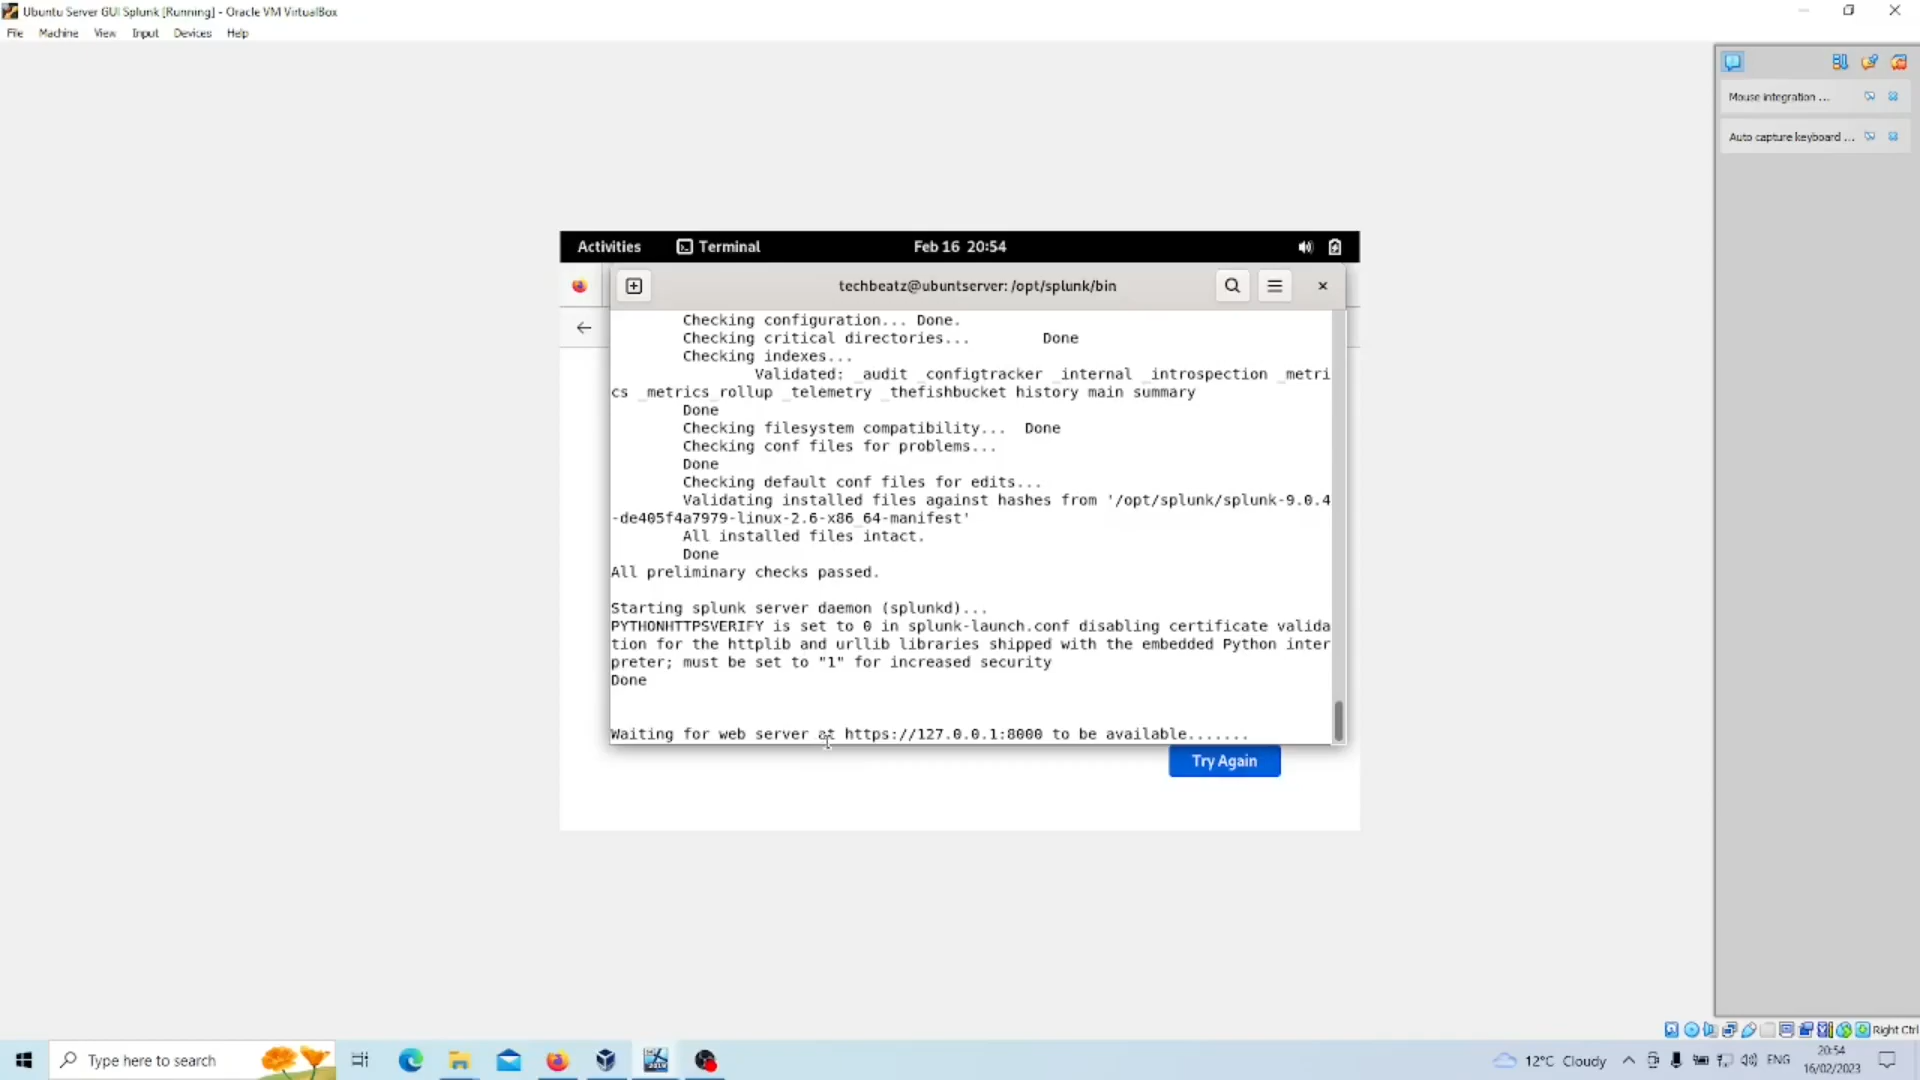 Ubuntu Server GUI Splunk [Running] - Oracle VM VirtualBox
File Machine View Input Devices Help
Mouse integration ...
Auto capture keyboard ...
Activities Terminal Feb 16 20:54
techbeatz@ubuntserver: /opt/splunk/bin
Checking configuration... Done.
Checking critical directories... Done
Checking indexes...
Validated: _audit _configtracker _internal _introspection _metri
cs _metrics_rollup _telemetry _thefishbucket history main summary
Done
Checking filesystem compatibility... Done
Checking conf files for problems...
Done
Checking default conf files for edits...
Validating installed files against hashes from '/opt/splunk/splunk-9.0.4
-de405f4a7979-linux-2.6-x86_64-manifest'
All installed files intact.
Done
All preliminary checks passed.
Starting splunk server daemon (splunkd)...
PYTHONHTTPSVERIFY is set to 0 in splunk-launch.conf disabling certificate valida
tion for the httplib and urllib libraries shipped with the embedded Python inter
preter; must be set to "1" for increased security
Done
Waiting for web server at https://127.0.0.1:8000 to be available.......
Try Again
Right Ctrl
Type here to search
12°C Cloudy
ENG
20:54
16/02/2023